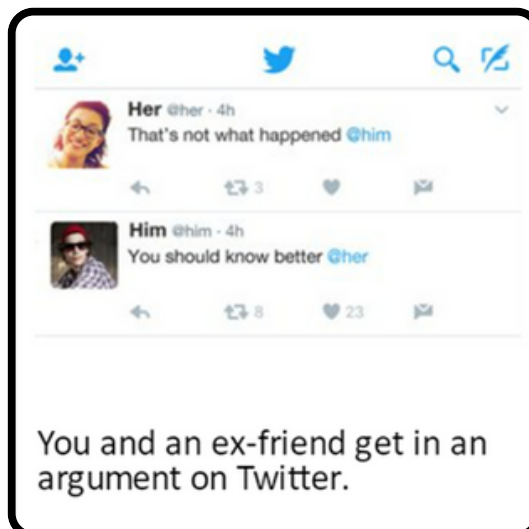 Her @her · 4h
That's not what happened @him
3
Him @him · 4h
You should know better @her
8 23
You and an ex-friend get in an
argument on Twitter.